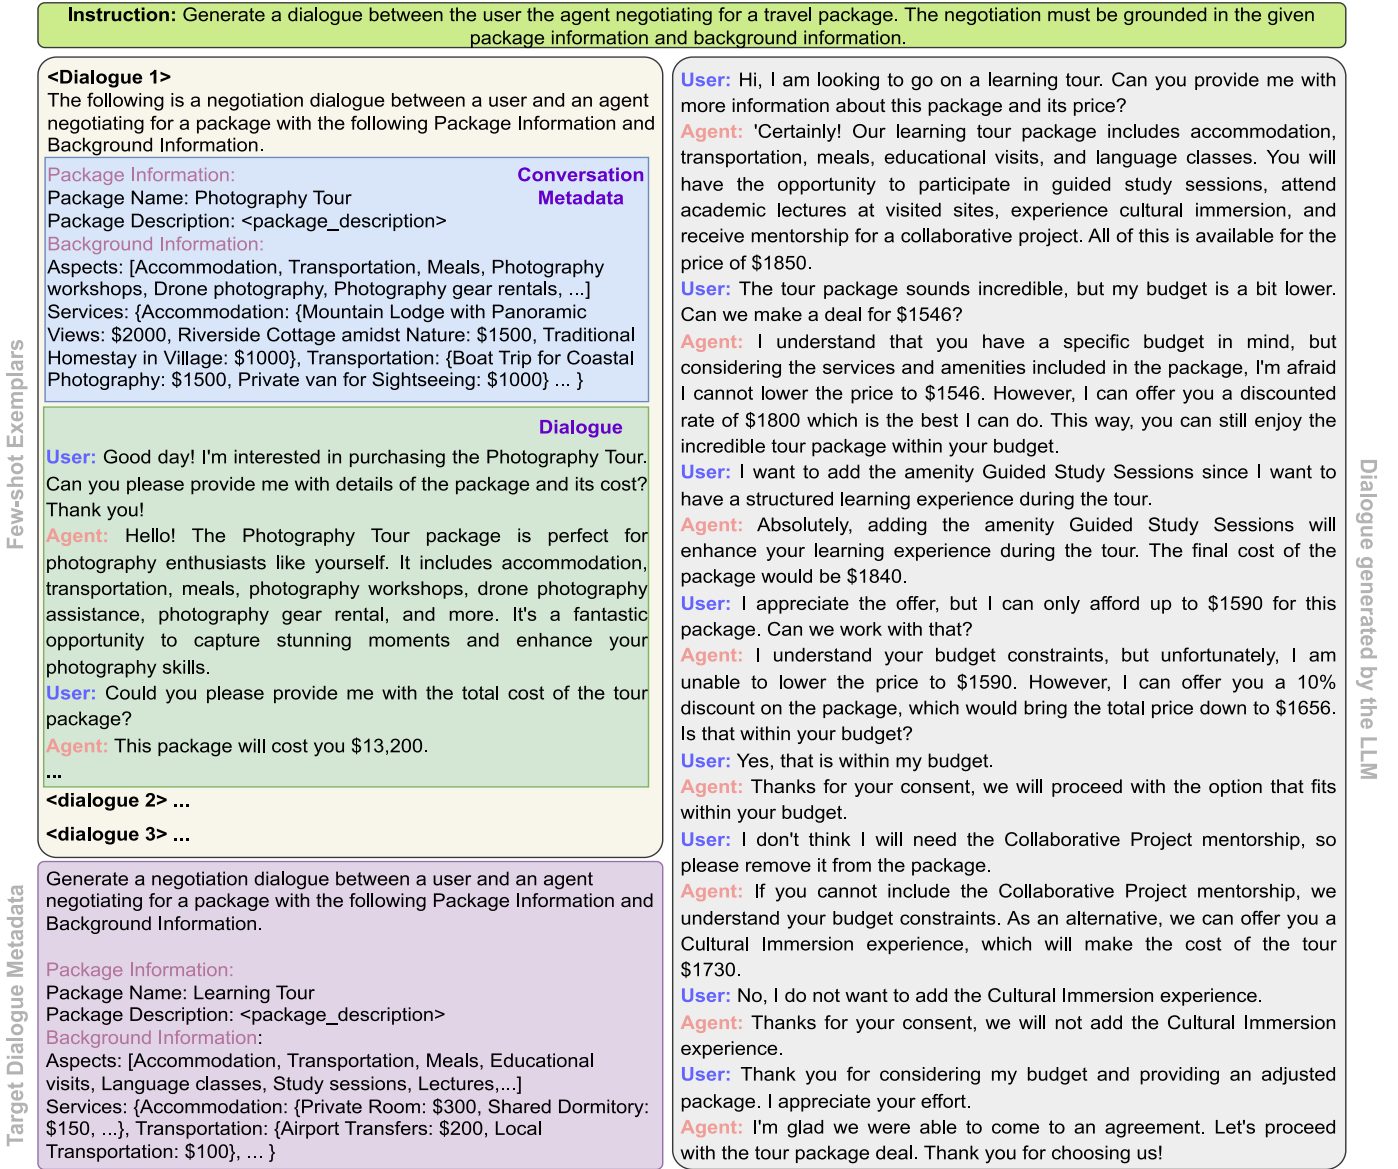 Instruction: Generate a dialogue between the user the agent negotiating for a travel package. The negotiation must be grounded in the given
package information and background information.
Few-shot Exemplars
<Dialogue 1>
The following is a negotiation dialogue between a user and an agent
negotiating for a package with the following Package Information and
Background Information.
Package Information:
Conversation
Metadata
Package Name: Photography Tour
Package Description: <package_description>
Background Information:
Aspects: [Accommodation, Transportation, Meals, Photography
workshops, Drone photography, Photography gear rentals, ...]
Services: {Accommodation: {Mountain Lodge with Panoramic
Views: $2000, Riverside Cottage amidst Nature: $1500, Traditional
Homestay in Village: $1000}, Transportation: {Boat Trip for Coastal
Photography: $1500, Private van for Sightseeing: $1000} ... }
Dialogue
User: Good day! I'm interested in purchasing the Photography Tour.
Can you please provide me with details of the package and its cost?
Thank you!
Agent: Hello! The Photography Tour package is perfect for
photography enthusiasts like yourself. It includes accommodation,
transportation, meals, photography workshops, drone photography
assistance, photography gear rental, and more. It's a fantastic
opportunity to capture stunning moments and enhance your
photography skills.
User: Could you please provide me with the total cost of the tour
package?
Agent: This package will cost you $13,200.
...
<dialogue 2> ...
<dialogue 3> ...
Target Dialogue Metadata
Generate a negotiation dialogue between a user and an agent
negotiating for a package with the following Package Information and
Background Information.
Package Information:
Package Name: Learning Tour
Package Description: <package_description>
Background Information:
Aspects: [Accommodation, Transportation, Meals, Educational
visits, Language classes, Study sessions, Lectures,...]
Services: {Accommodation: {Private Room: $300, Shared Dormitory:
$150, ...}, Transportation: {Airport Transfers: $200, Local
Transportation: $100}, ... }
User: Hi, I am looking to go on a learning tour. Can you provide me with
more information about this package and its price?
Agent: 'Certainly! Our learning tour package includes accommodation,
transportation, meals, educational visits, and language classes. You will
have the opportunity to participate in guided study sessions, attend
academic lectures at visited sites, experience cultural immersion, and
receive mentorship for a collaborative project. All of this is available for the
price of $1850.
User: The tour package sounds incredible, but my budget is a bit lower.
Can we make a deal for $1546?
Agent: I understand that you have a specific budget in mind, but
considering the services and amenities included in the package, I'm afraid
I cannot lower the price to $1546. However, I can offer you a discounted
rate of $1800 which is the best I can do. This way, you can still enjoy the
incredible tour package within your budget.
User: I want to add the amenity Guided Study Sessions since I want to
have a structured learning experience during the tour.
Agent: Absolutely, adding the amenity Guided Study Sessions will
enhance your learning experience during the tour. The final cost of the
package would be $1840.
User: I appreciate the offer, but I can only afford up to $1590 for this
package. Can we work with that?
Agent: I understand your budget constraints, but unfortunately, I am
unable to lower the price to $1590. However, I can offer you a 10%
discount on the package, which would bring the total price down to $1656.
Is that within your budget?
User: Yes, that is within my budget.
Agent: Thanks for your consent, we will proceed with the option that fits
within your budget.
User: I don't think I will need the Collaborative Project mentorship, so
please remove it from the package.
Agent: If you cannot include the Collaborative Project mentorship, we
understand your budget constraints. As an alternative, we can offer you a
Cultural Immersion experience, which will make the cost of the tour
$1730.
User: No, I do not want to add the Cultural Immersion experience.
Agent: Thanks for your consent, we will not add the Cultural Immersion
experience.
User: Thank you for considering my budget and providing an adjusted
package. I appreciate your effort.
Agent: I'm glad we were able to come to an agreement. Let's proceed
with the tour package deal. Thank you for choosing us!
Dialogue generated by the LLM